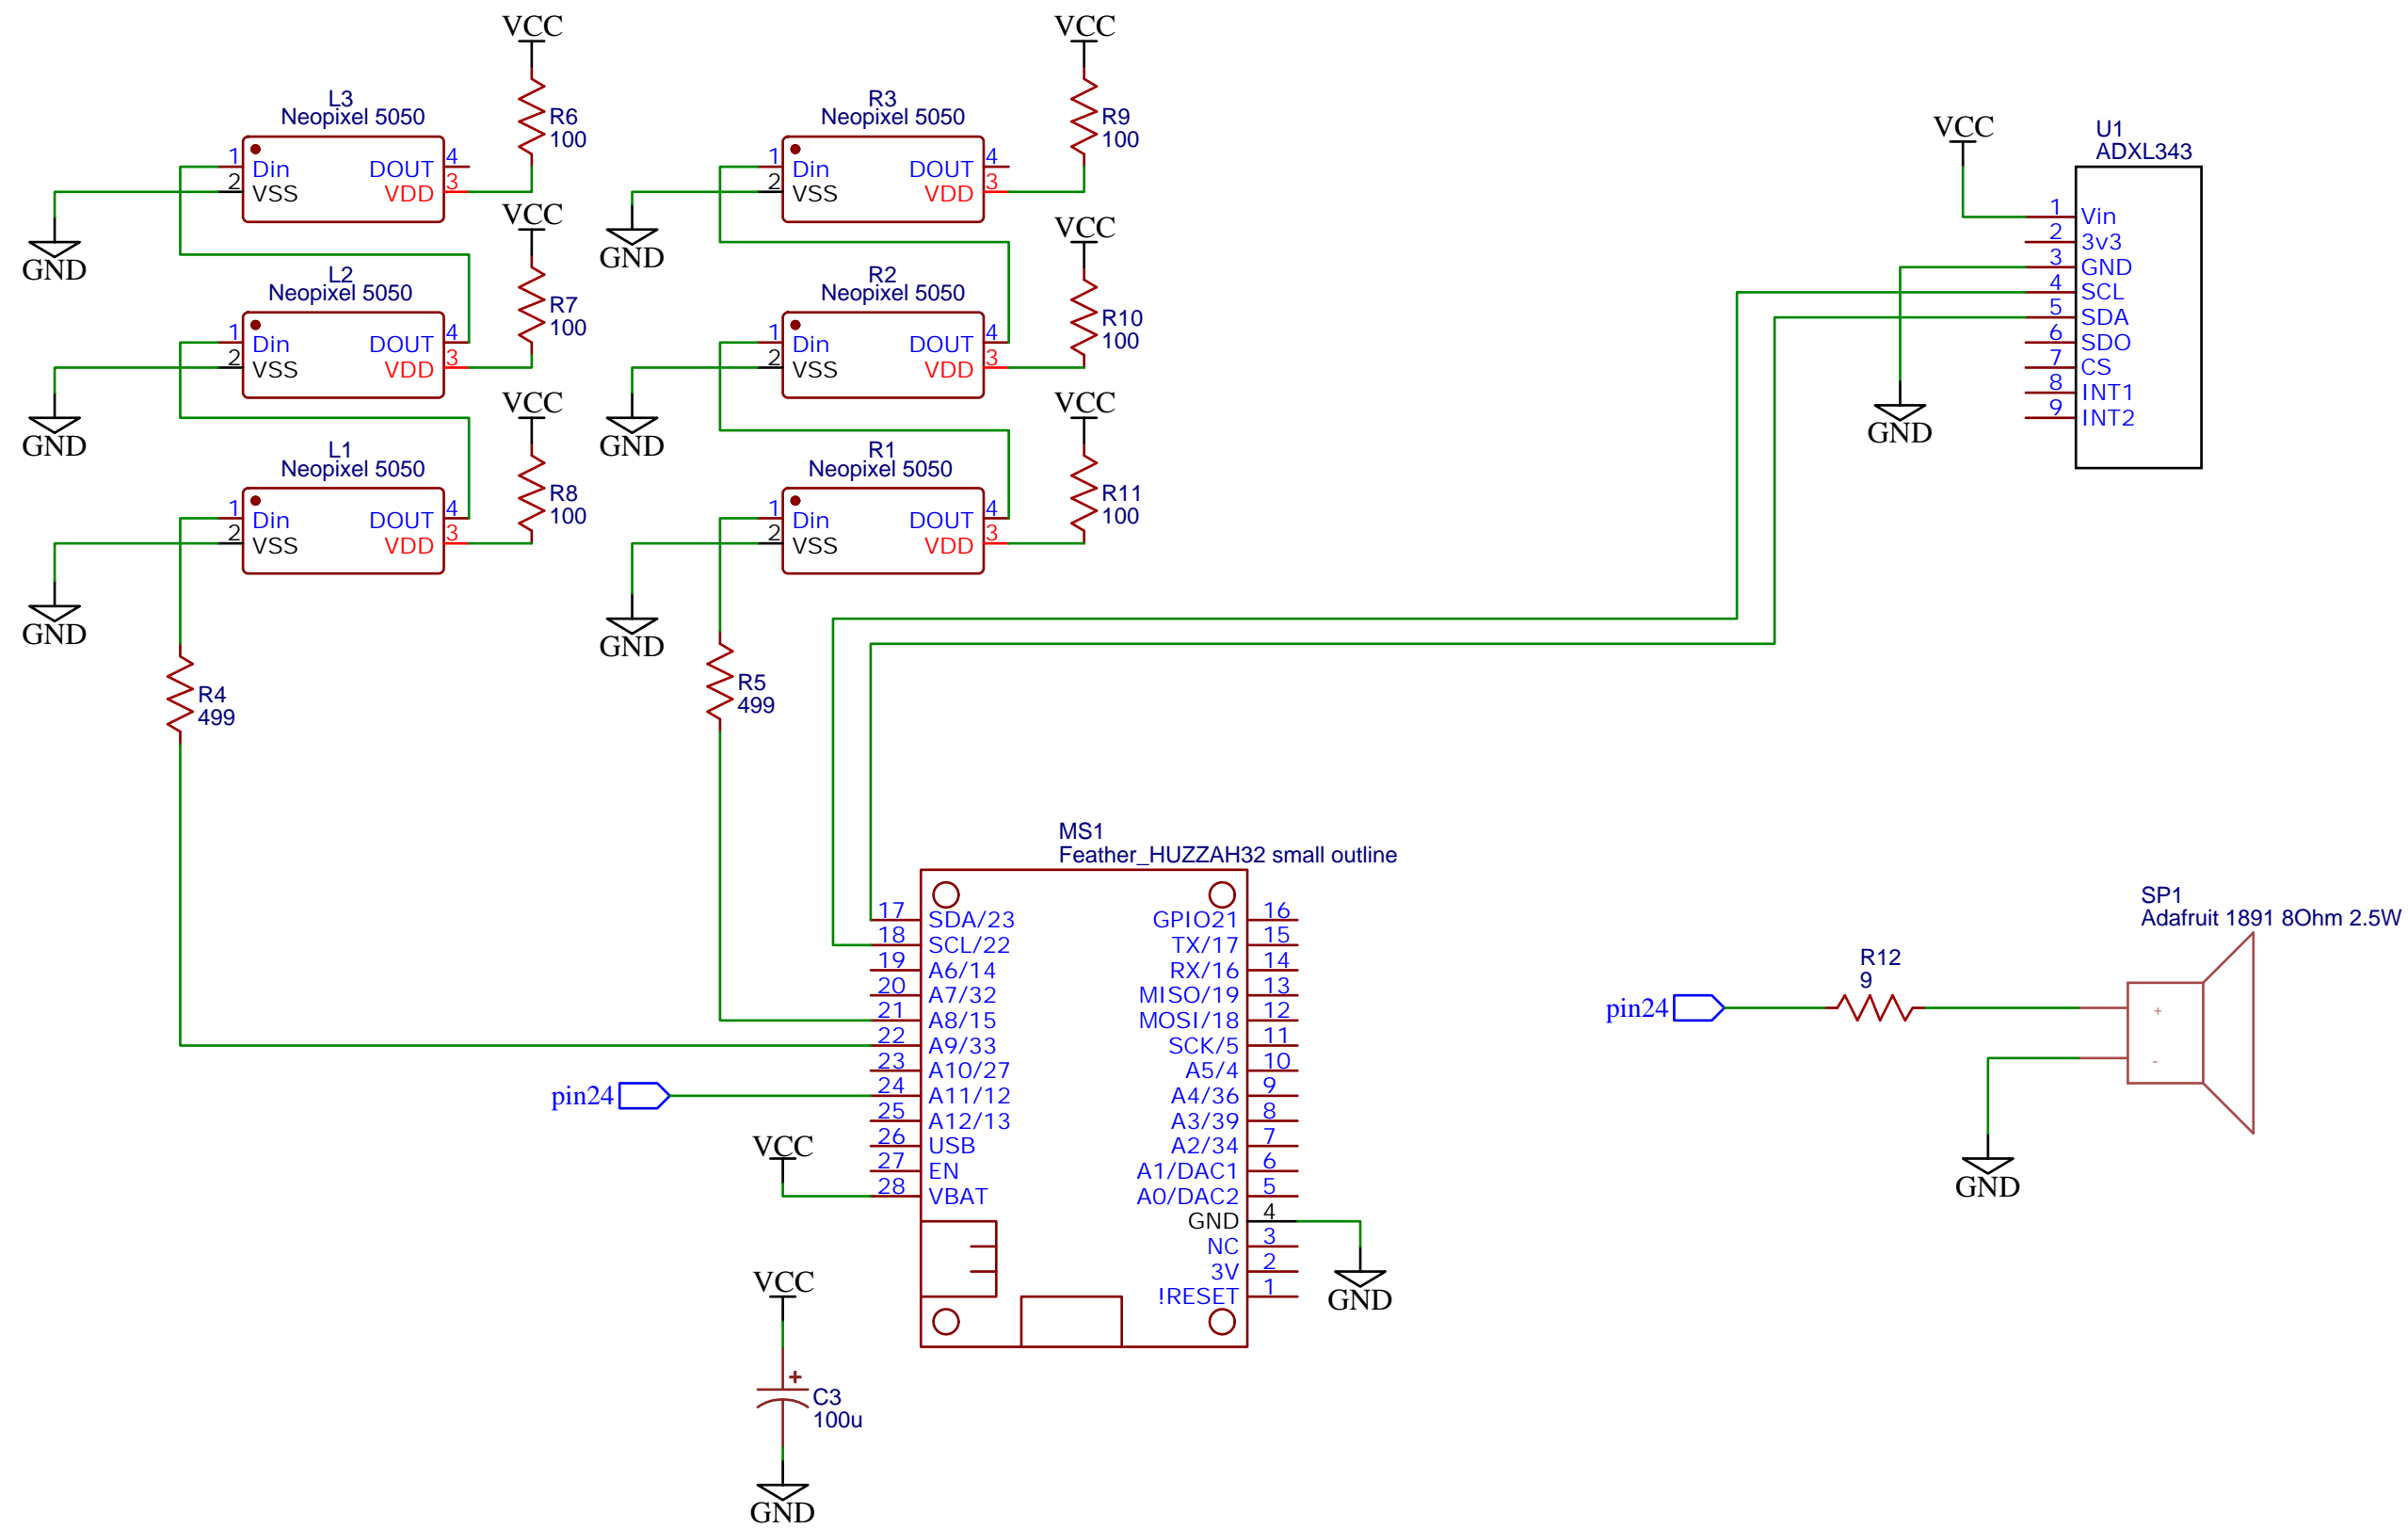 VCC
L3
Neopixel 5050
R6
100
1
Din
DOUT
4
2
VSS
VDD
3
GND
VCC
L2
Neopixel 5050
R7
100
1
Din
DOUT
4
2
VSS
VDD
3
GND
VCC
L1
Neopixel 5050
R8
100
1
Din
DOUT
4
2
VSS
VDD
3
GND
R4
499
VCC
R3
Neopixel 5050
R9
100
1
Din
DOUT
4
2
VSS
VDD
3
GND
VCC
R2
Neopixel 5050
R10
100
1
Din
DOUT
4
2
VSS
VDD
3
GND
VCC
R1
Neopixel 5050
R11
100
1
Din
DOUT
4
2
VSS
VDD
3
GND
R5
499
VCC
U1
ADXL343
1 Vin
2 3v3
3 GND
4 SCL
5 SDA
6 SDO
7 CS
8 INT1
9 INT2
GND
MS1
Feather_HUZZAH32 small outline
17 SDA/23
18 SCL/22
19 A6/14
20 A7/32
21 A8/15
22 A9/33
23 A10/27
24 A11/12
25 A12/13
26 USB
27 EN
28 VBAT
GPIO21 16
TX/17 15
RX/16 14
MISO/19 13
MOSI/18 12
SCK/5 11
A5/4 10
A4/36 9
A3/39 8
A2/34 7
A1/DAC1 6
A0/DAC2 5
GND 4
NC 3
3V 2
!RESET 1
pin24
VCC
GND
VCC
+
C3
100u
GND
SP1
Adafruit 1891 8Ohm 2.5W
R12
9
pin24
+
-
GND